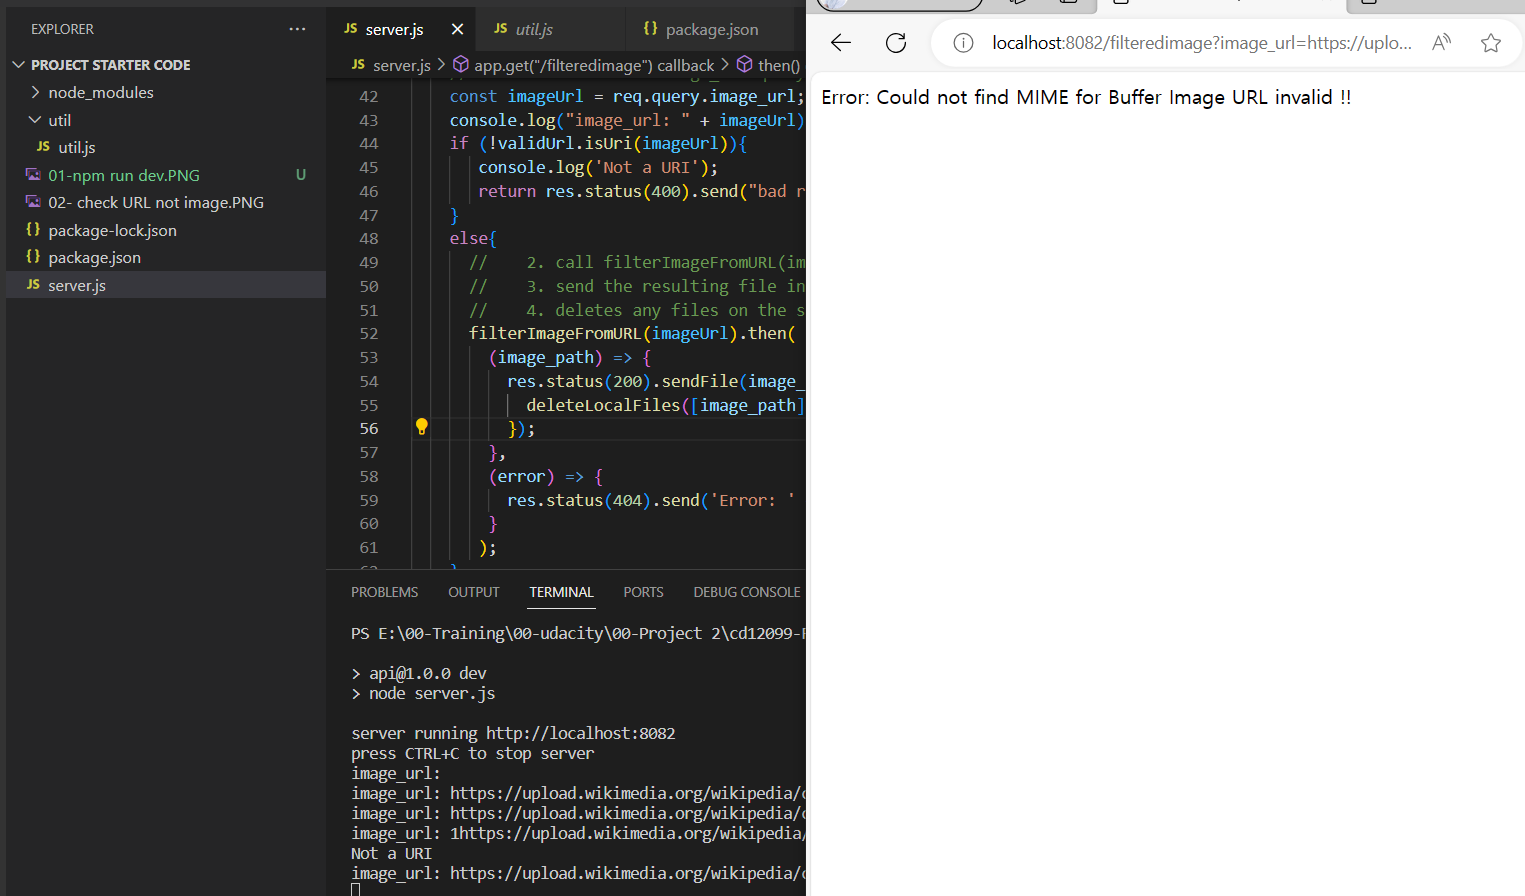 EXPLORER ···
PROJECT STARTER CODE
node_modules
util
JS util.js
01-npm run dev.PNG U
02- check URL not image.PNG
{} package-lock.json
{} package.json
JS server.js
JS server.js × JS util.js {} package.json
JS server.js > app.get("/filteredimage") callback > then()
42 const imageUrl = req.query.image_url;
43 console.log("image_url: " + imageUrl)
44 if (!validUrl.isUri(imageUrl)){
45 console.log('Not a URI');
46 return res.status(400).send("bad r
47 }
48 else{
49 // 2. call filterImageFromURL(im
50 // 3. send the resulting file in
51 // 4. deletes any files on the s
52 filterImageFromURL(imageUrl).then(
53 (image_path) => {
54 res.status(200).sendFile(image_
55 deleteLocalFiles([image_path]
56 });
57 },
58 (error) => {
59 res.status(404).send('Error: '
60 }
61 );
PROBLEMS OUTPUT TERMINAL PORTS DEBUG CONSOLE
PS E:\00-Training\00-udacity\00-Project 2\cd12099-
> api@1.0.0 dev
> node server.js
server running http://localhost:8082
press CTRL+C to stop server
image_url:
image_url: https://upload.wikimedia.org/wikipedia/
image_url: https://upload.wikimedia.org/wikipedia/
image_url: 1https://upload.wikimedia.org/wikipedia/
Not a URI
image_url: https://upload.wikimedia.org/wikipedia/
localhost:8082/filteredimage?image_url=https://uplo...
Error: Could not find MIME for Buffer Image URL invalid !!